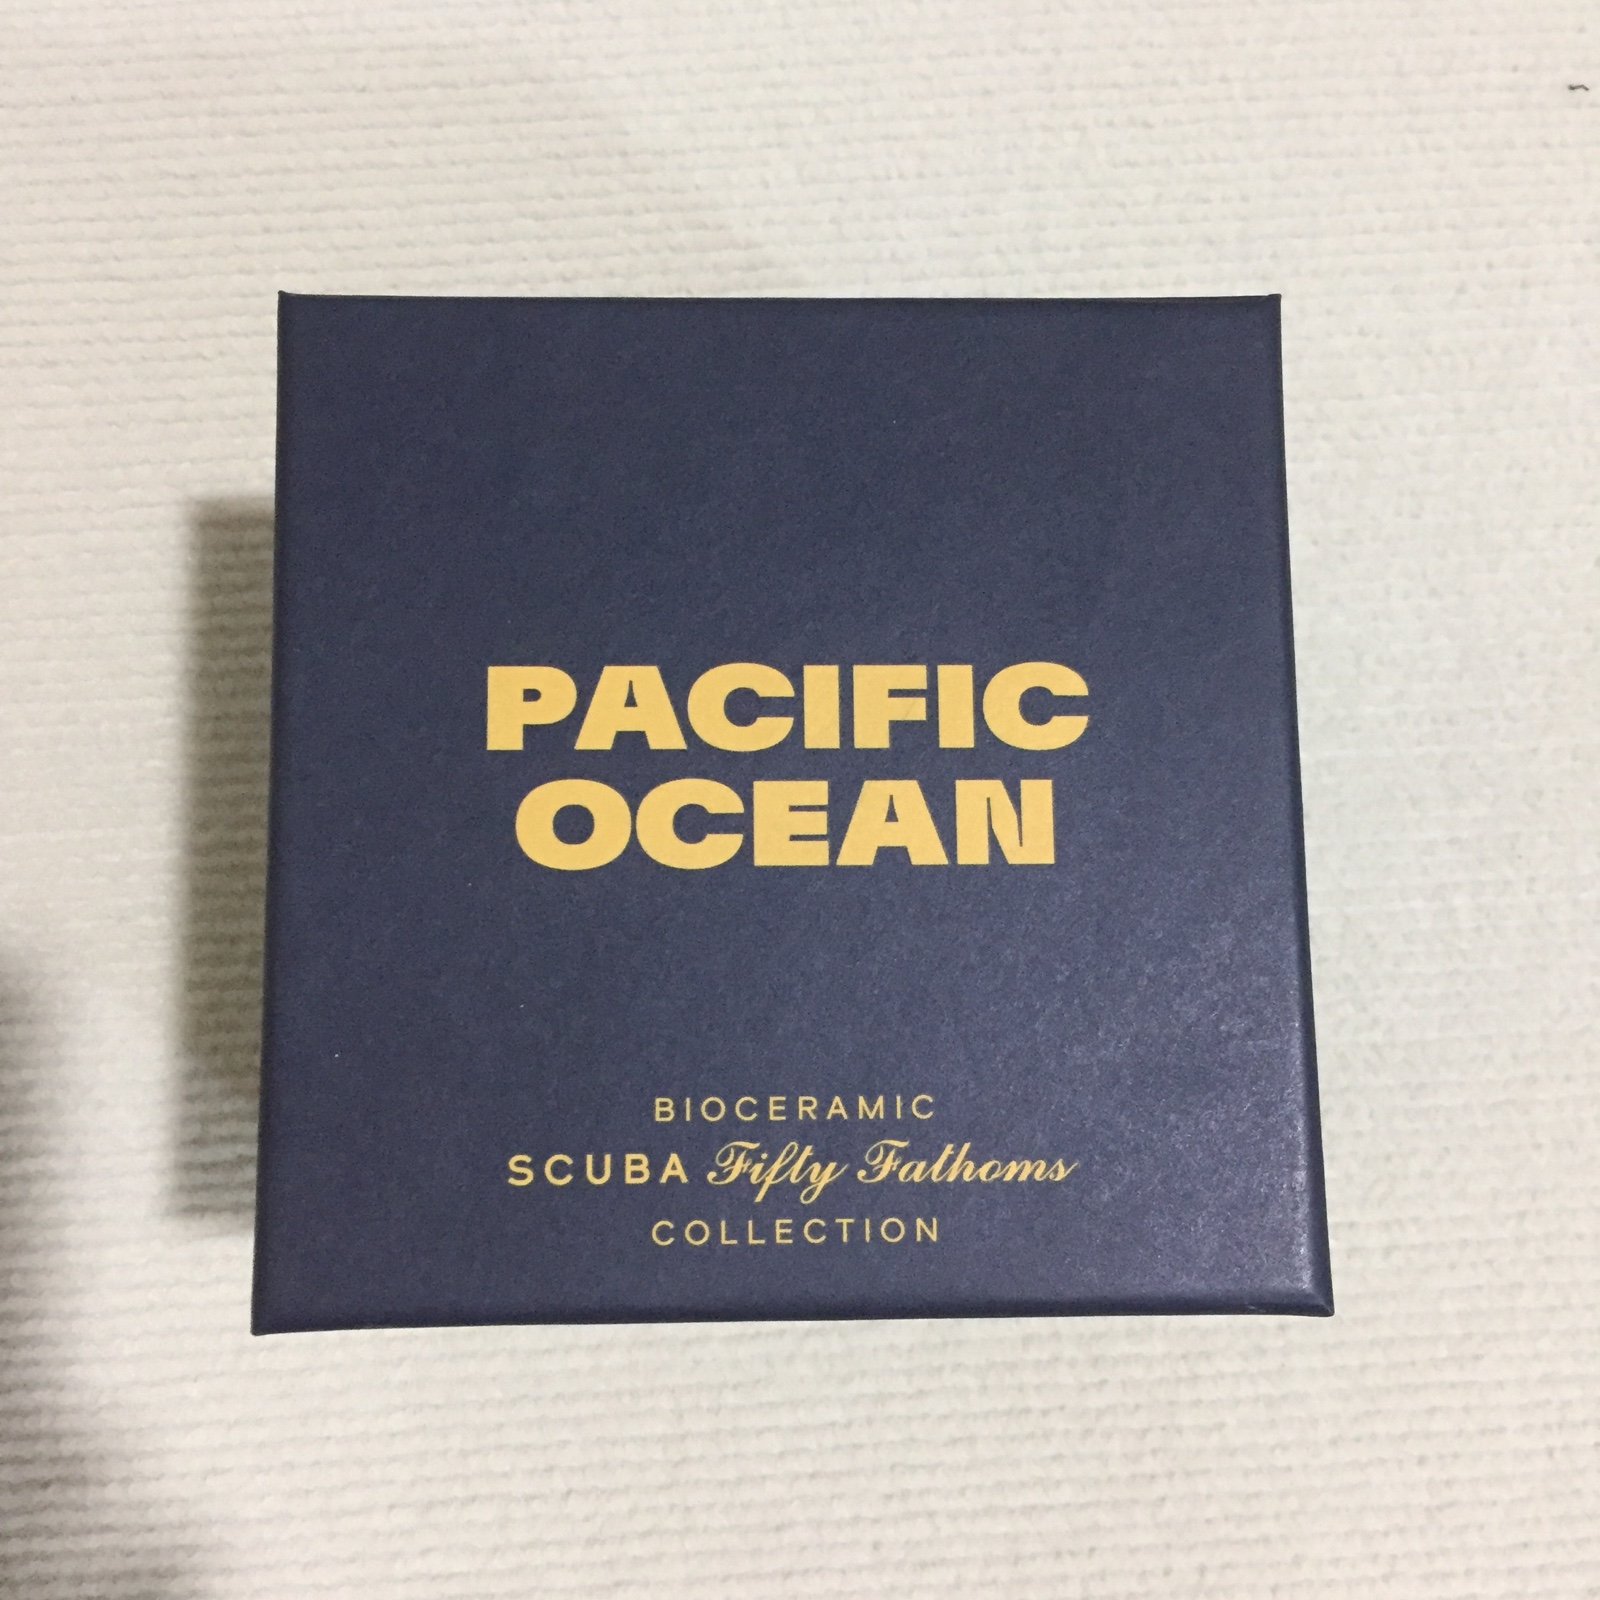 PACIFIC
OCEAN
BIOCERAMIC
SCUBA Fifty Fathoms
COLLECTION